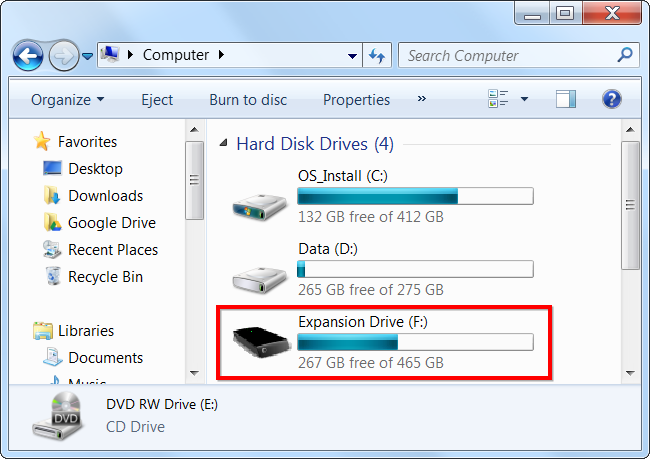 Computer
Search Computer
Organize Eject Burn to disc Properties »
Favorites
Desktop
Downloads
Google Drive
Recent Places
Recycle Bin
Libraries
Documents
Music
Hard Disk Drives (4)
OS_Install (C:)
132 GB free of 412 GB
Data (D:)
265 GB free of 275 GB
Expansion Drive (F:)
267 GB free of 465 GB
DVD
DVD RW Drive (E:)
CD Drive